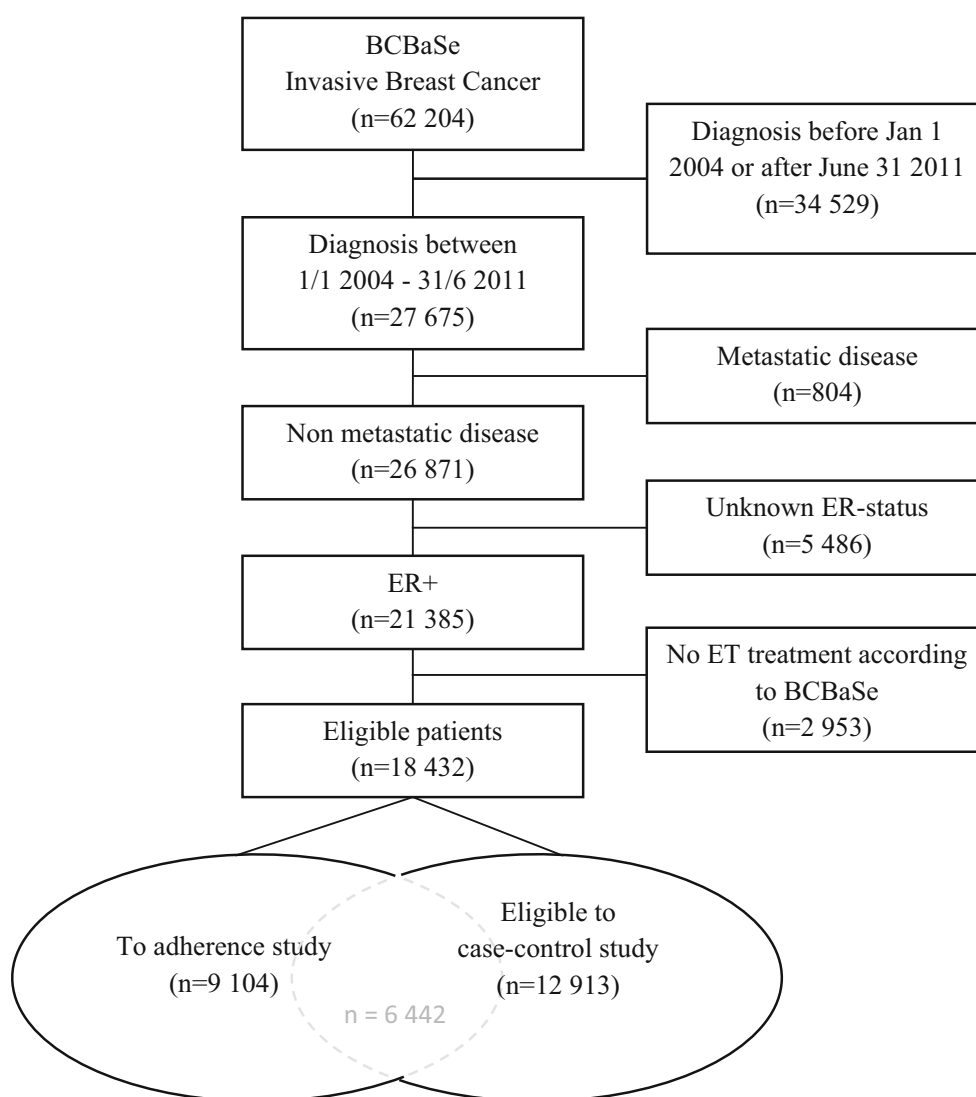 BCBaSe
Invasive Breast Cancer
(n=62 204)
Diagnosis before Jan 1
2004 or after June 31 2011
(n=34 529)
Diagnosis between
1/1 2004 - 31/6 2011
(n=27 675)
Metastatic disease
(n=804)
Non metastatic disease
(n=26 871)
Unknown ER-status
(n=5 486)
ER+
(n=21 385)
No ET treatment according
to BCBaSe
(n=2 953)
Eligible patients
(n=18 432)
To adherence study
(n=9 104)
Eligible to
case-control study
(n=12 913)
n = 6 442